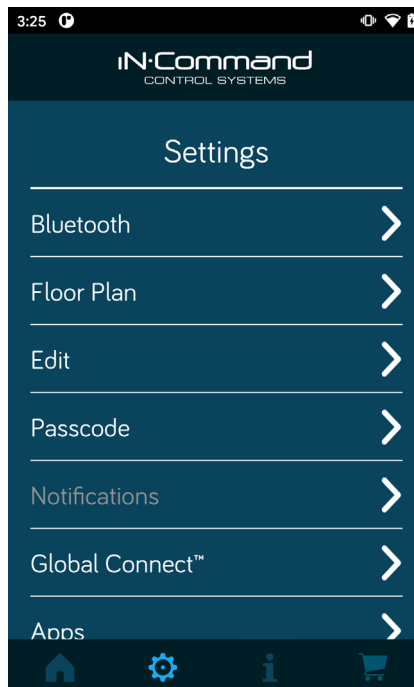 3:25
iN·Command
CONTROL SYSTEMS
Settings
Bluetooth
Floor Plan
Edit
Passcode
Notifications
Global Connect™
Apps